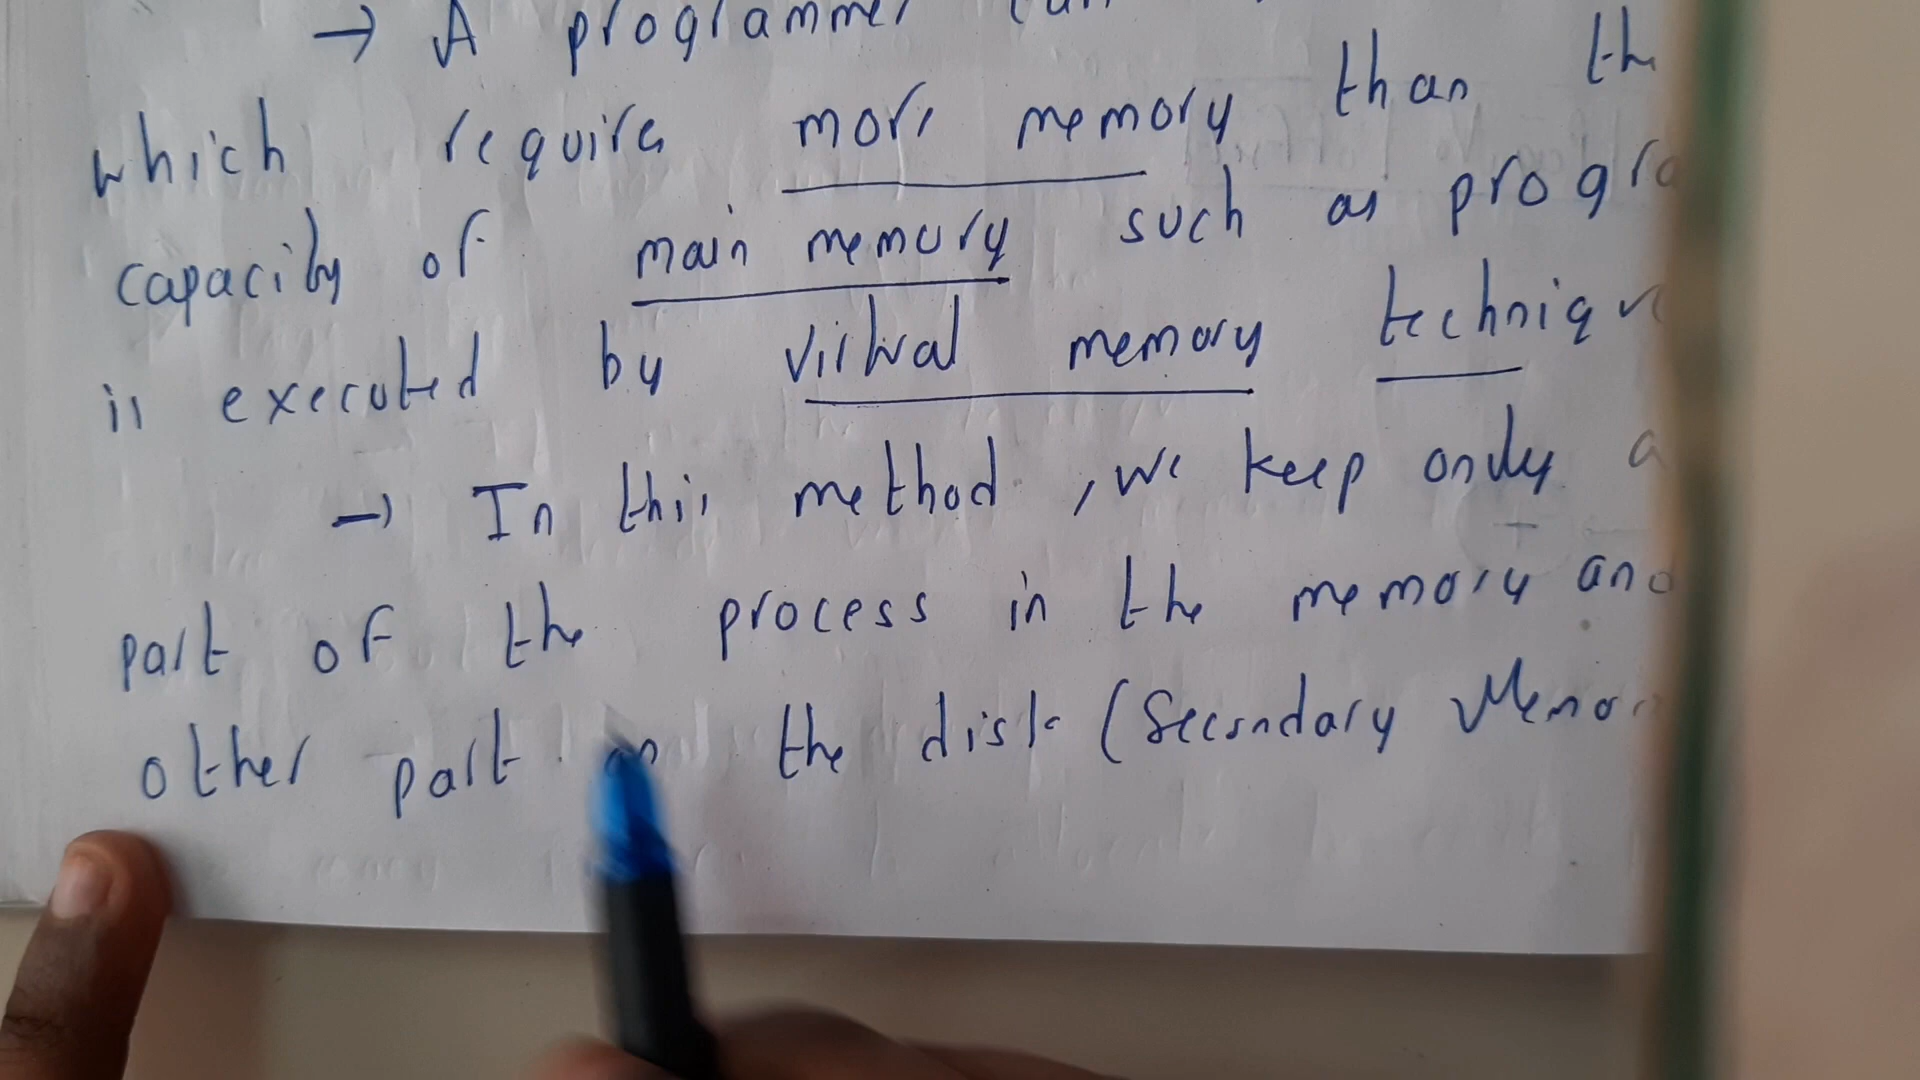 → A programmer can
which require more memory than the
capacity of main memory such as progra
is executed by virtual memory technique
→ In this method, we keep only a
part of the process in the memory and
other part on the disk (Secondary Memor